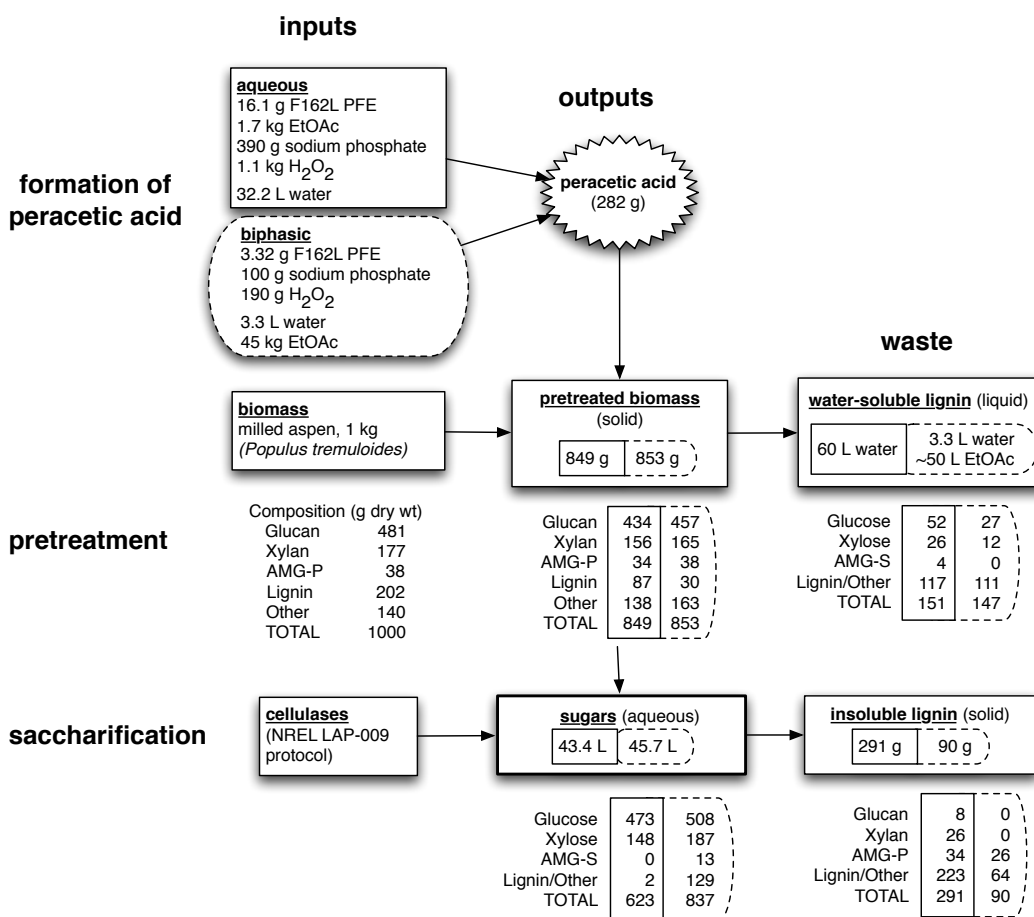 inputs
aqueous
16.1 g F162L PFE
1.7 kg EtOAc
390 g sodium phosphate
1.1 kg H2O2
32.2 L water
outputs
peracetic acid
(282 g)
formation of
peracetic acid
biphasic
3.32 g F162L PFE
100 g sodium phosphate
190 g H2O2
3.3 L water
45 kg EtOAc
waste
biomass
milled aspen, 1 kg
(Populus tremuloides)
pretreated biomass
(solid)
849 g 853 g
water-soluble lignin (liquid)
60 L water
3.3 L water
~50 L EtOAc
pretreatment
Composition (g dry wt)
Glucan 481
Xylan 177
AMG-P 38
Lignin 202
Other 140
TOTAL 1000
Glucan 434 457
Xylan 156 165
AMG-P 34 38
Lignin 87 30
Other 138 163
TOTAL 849 853
Glucose 52 27
Xylose 26 12
AMG-S 4 0
Lignin/Other 117 111
TOTAL 151 147
saccharification
cellulases
(NREL LAP-009
protocol)
sugars (aqueous)
43.4 L 45.7 L
insoluble lignin (solid)
291 g 90 g
Glucose 473 508
Xylose 148 187
AMG-S 0 13
Lignin/Other 2 129
TOTAL 623 837
Glucan 8 0
Xylan 26 0
AMG-P 34 26
Lignin/Other 223 64
TOTAL 291 90